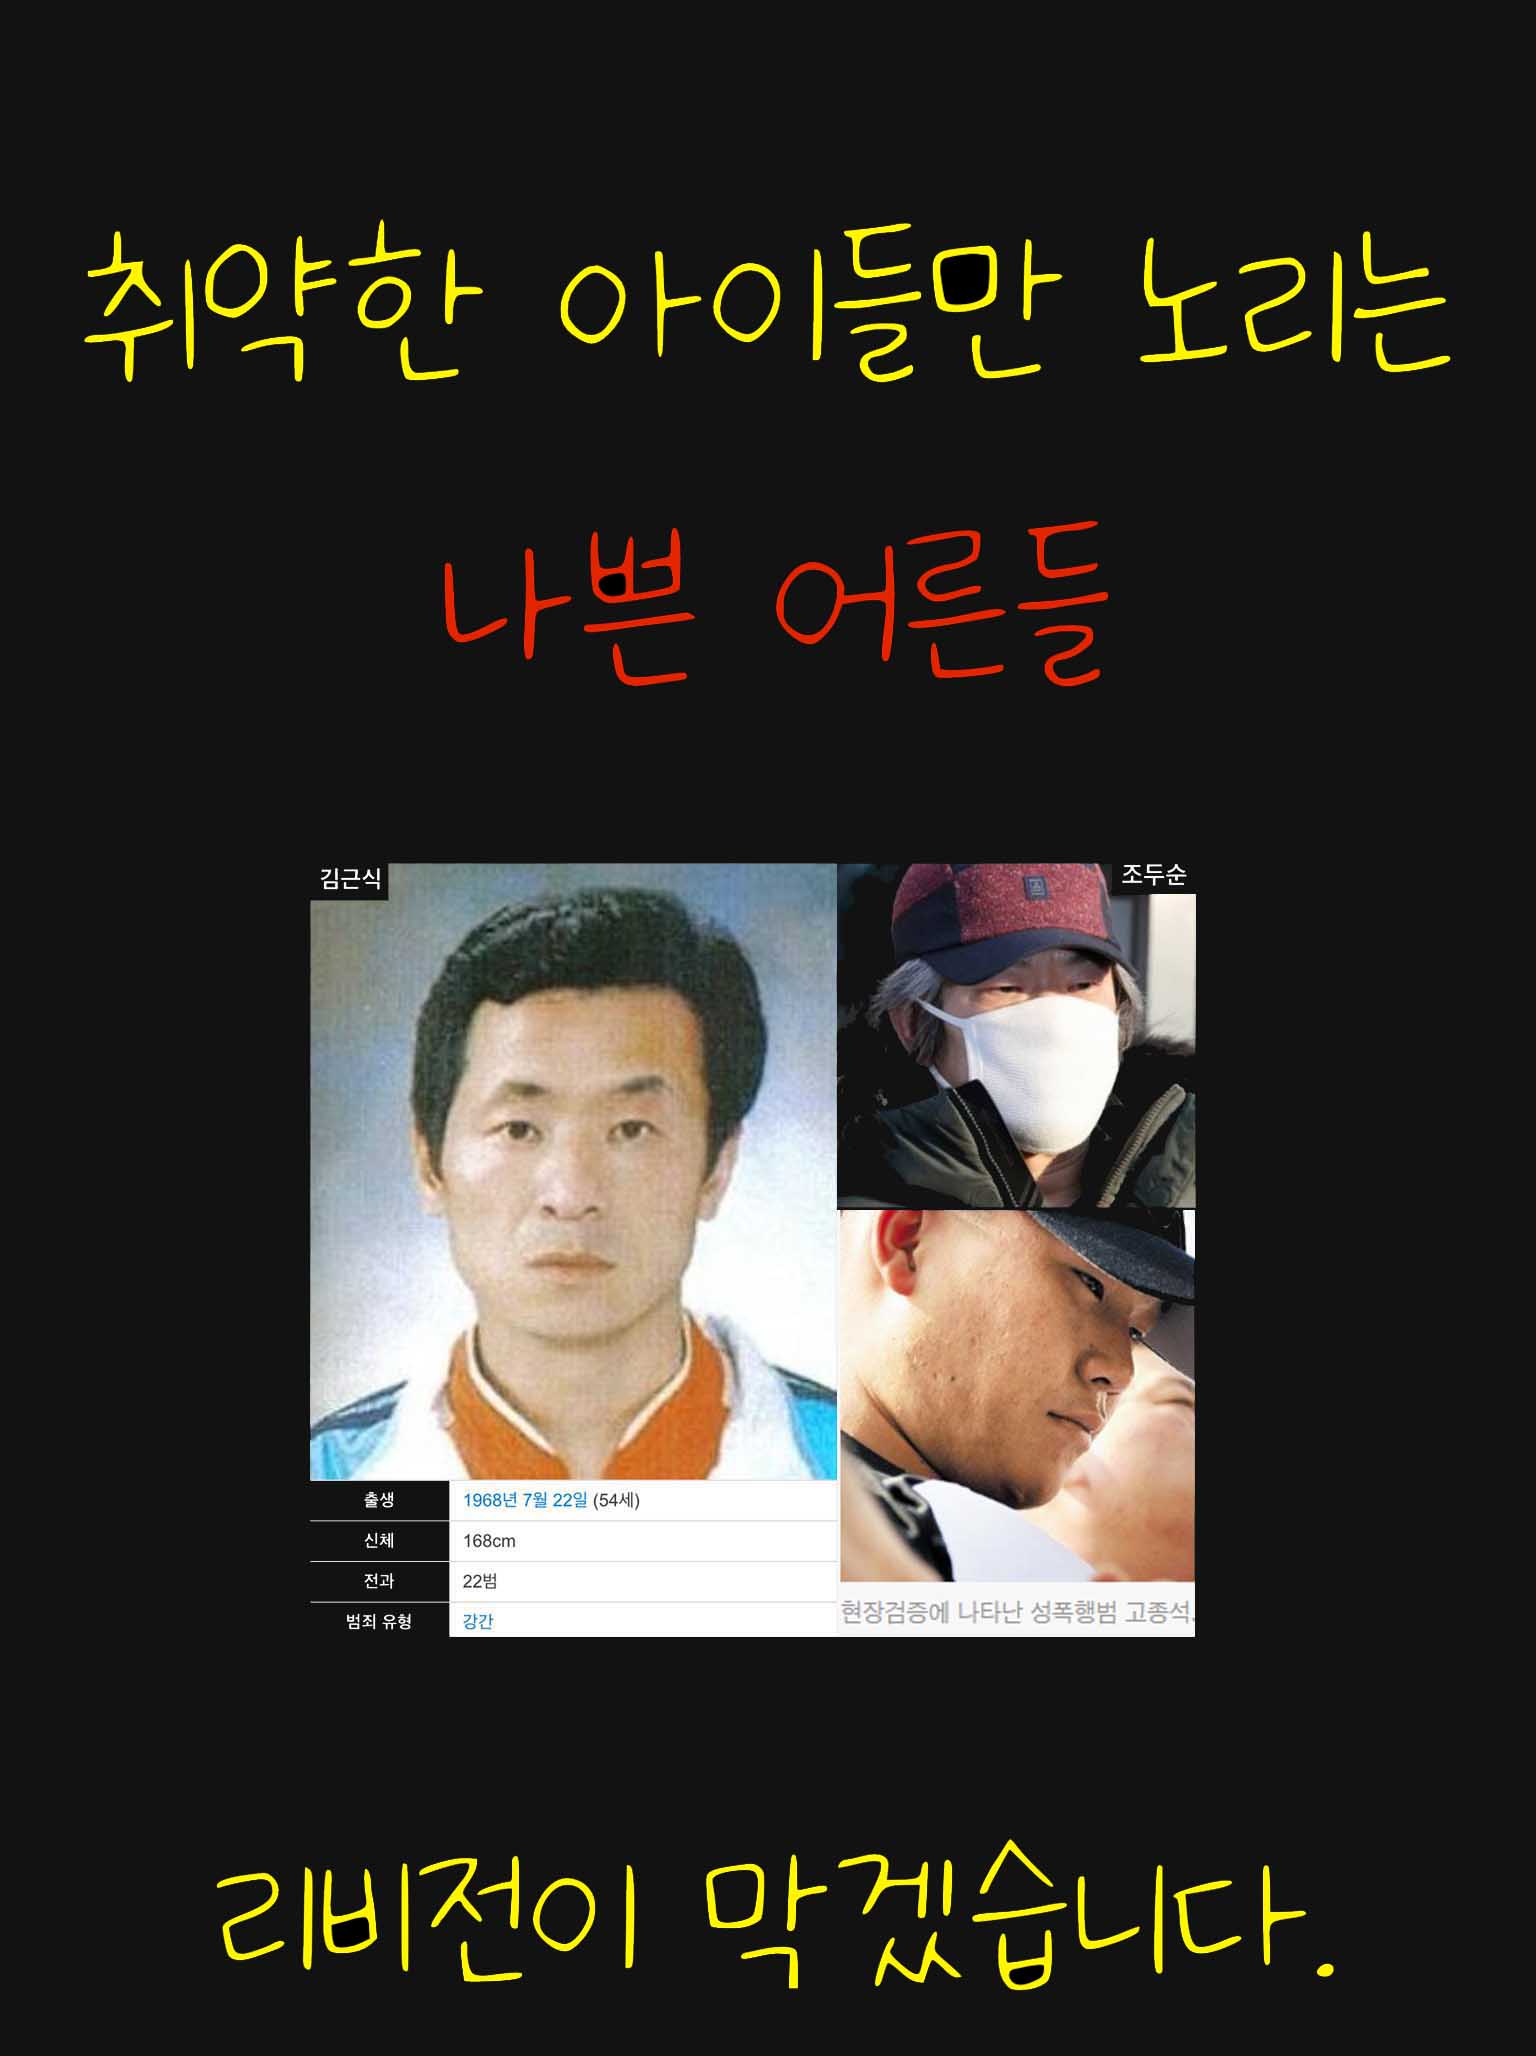 취약한 아이들만 노리는
나쁜 어른들
김근식
조두순
출생 1968년 7월 22일 (54세)
신체 168cm
전과 22범
범죄 유형 강간
현장검증에 나타난 성폭행범 고종석.
리비전이 막겠습니다.